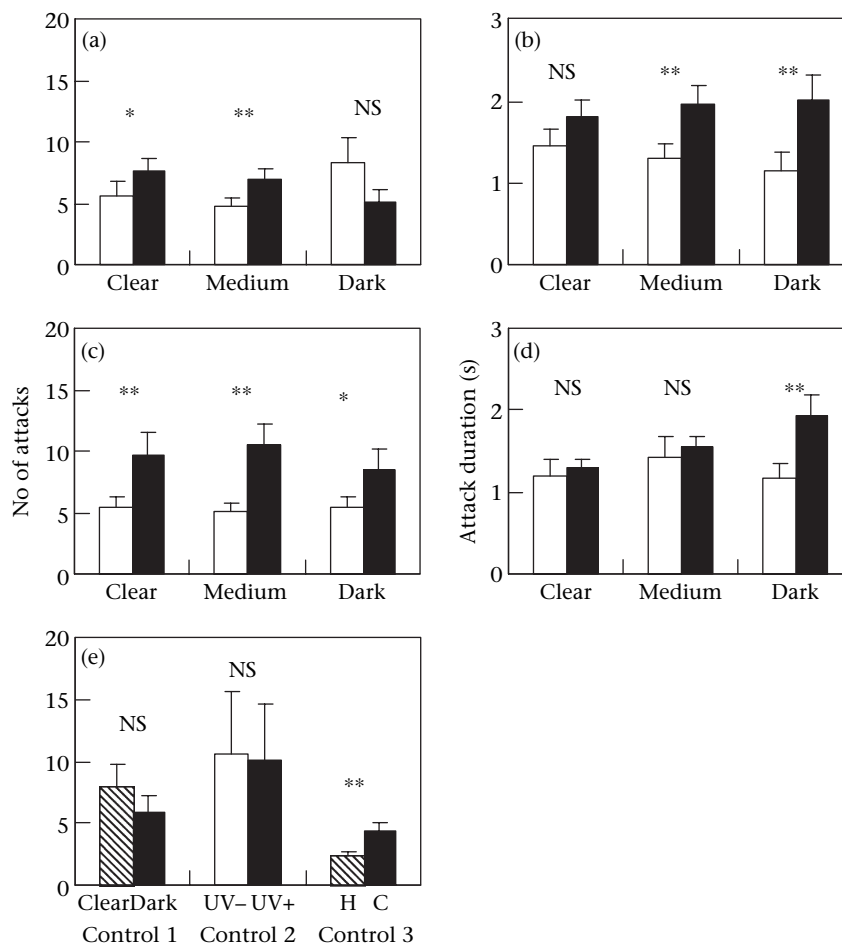 20
15
10
5
0
(a)
*
**
NS
Clear Medium Dark
3
2
1
0
(b)
NS
**
**
Clear Medium Dark
No of attacks
20
15
10
5
0
(c)
**
**
*
Clear Medium Dark
Attack duration (s)
3
2
1
0
(d)
NS
NS
**
Clear Medium Dark
20
15
10
5
0
(e)
NS
NS
**
ClearDark UV– UV+ H C
Control 1 Control 2 Control 3